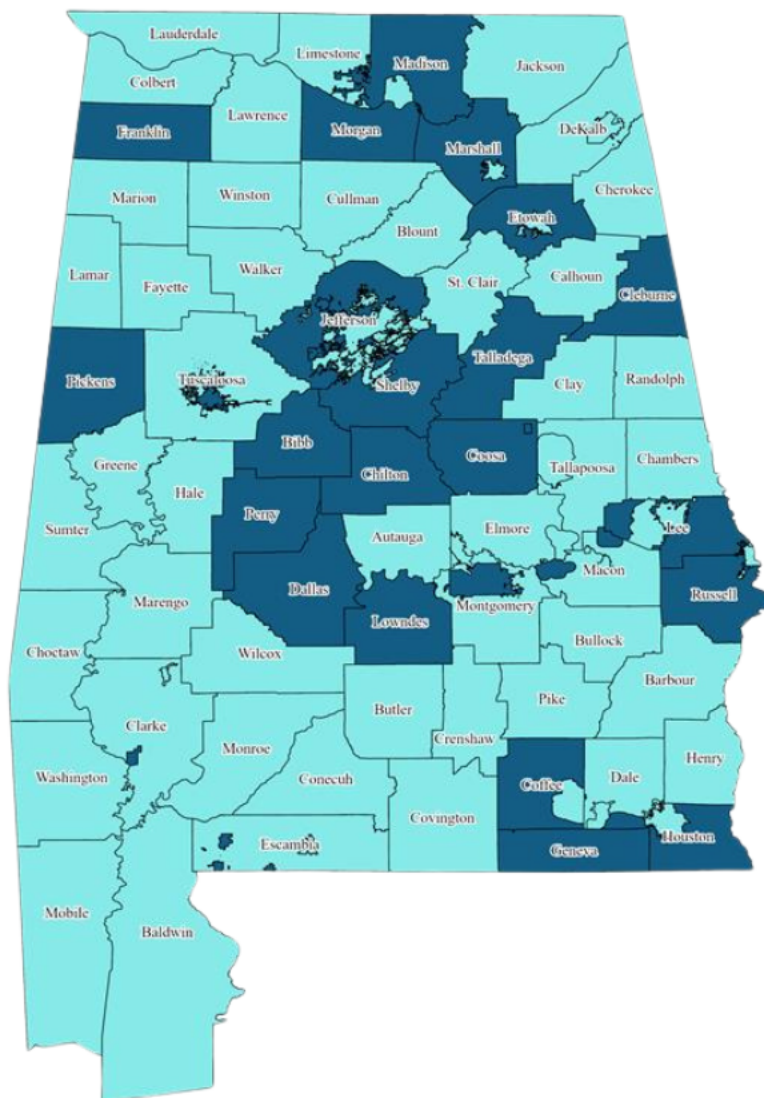 Lauderdale
Limestone
Madison
Jackson
Colbert
Lawrence
Franklin
Morgan
Marshall
DeKalb
Marion
Winston
Cullman
Cherokee
Etowah
Blount
Lamar
Fayette
Walker
St. Clair
Calhoun
Cleburne
Jefferson
Talladega
Pickens
Tuscaloosa
Shelby
Clay
Randolph
Bibb
Greene
Coosa
Tallapoosa
Chambers
Hale
Chilton
Sumter
Perry
Elmore
Lee
Autauga
Macon
Dallas
Marengo
Montgomery
Russell
Lowndes
Choctaw
Bullock
Wilcox
Barbour
Pike
Butler
Clarke
Crenshaw
Monroe
Henry
Washington
Conecuh
Coffee
Dale
Covington
Escambia
Houston
Geneva
Mobile
Baldwin